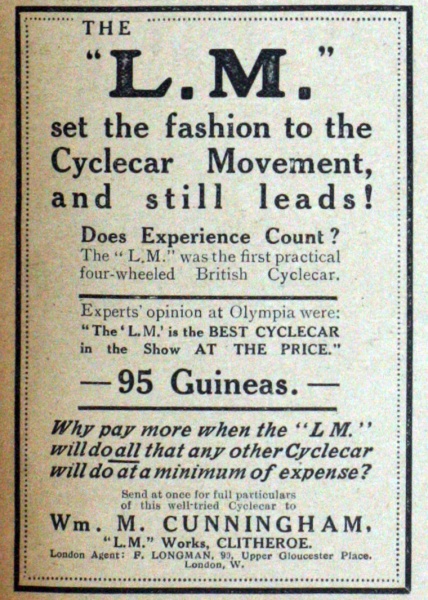 THE
"L.M."
set the fashion to the
Cyclecar Movement,
and still leads!
Does Experience Count?
The "L.M." was the first practical
four-wheeled British Cyclecar.
Experts' opinion at Olympia were:
"The 'L.M.' is the BEST CYCLECAR
in the Show AT THE PRICE."
— 95 Guineas. —
Why pay more when the "L M."
will do all that any other Cyclecar
will do at a minimum of expense?
Send at once for full particulars
of this well-tried Cyclecar to
Wm. M. CUNNINGHAM,
"L.M." Works, CLITHEROE.
London Agent: F. LONGMAN, Upper Gloucester Place,
London, W.